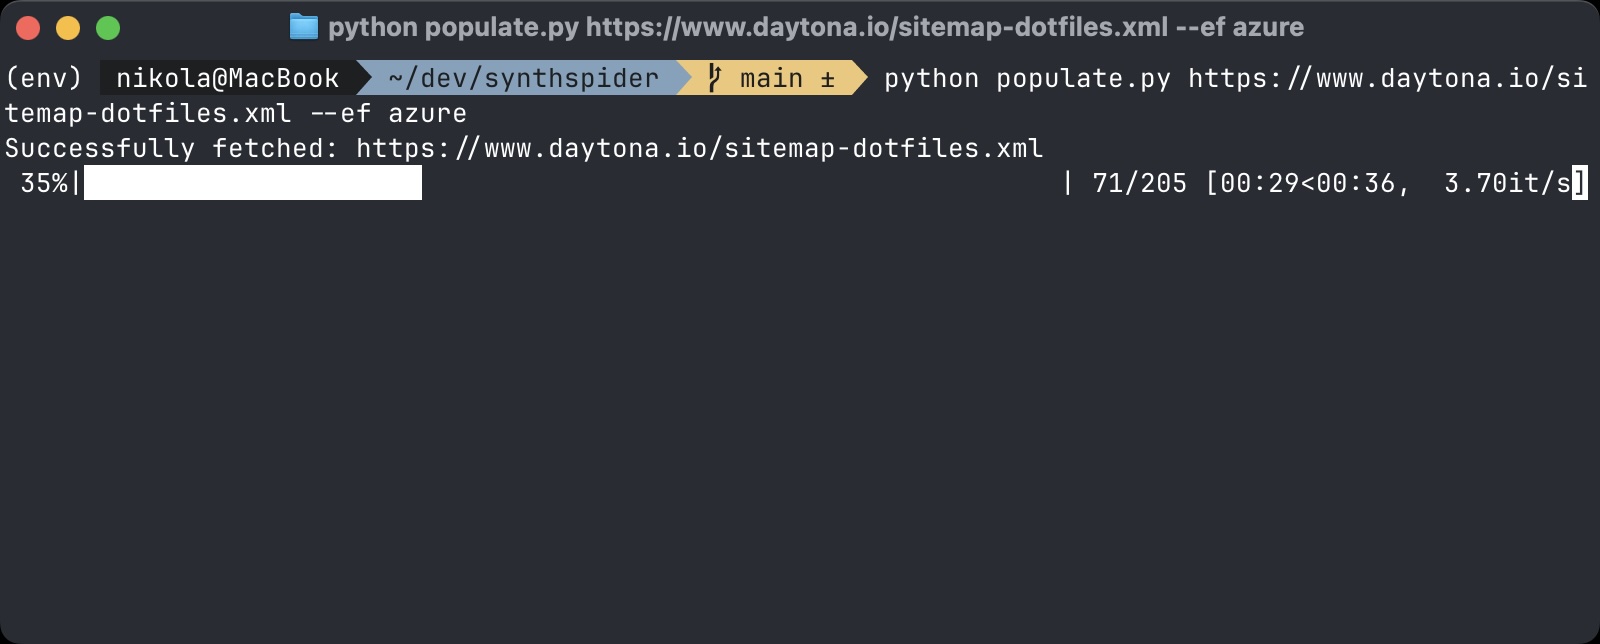 python populate.py https://www.daytona.io/sitemap-dotfiles.xml --ef azure
(env) nikola@MacBook ~/dev/synthspider main ± python populate.py https://www.daytona.io/si
temap-dotfiles.xml --ef azure
Successfully fetched: https://www.daytona.io/sitemap-dotfiles.xml
35%| | 71/205 [00:29<00:36, 3.70it/s]